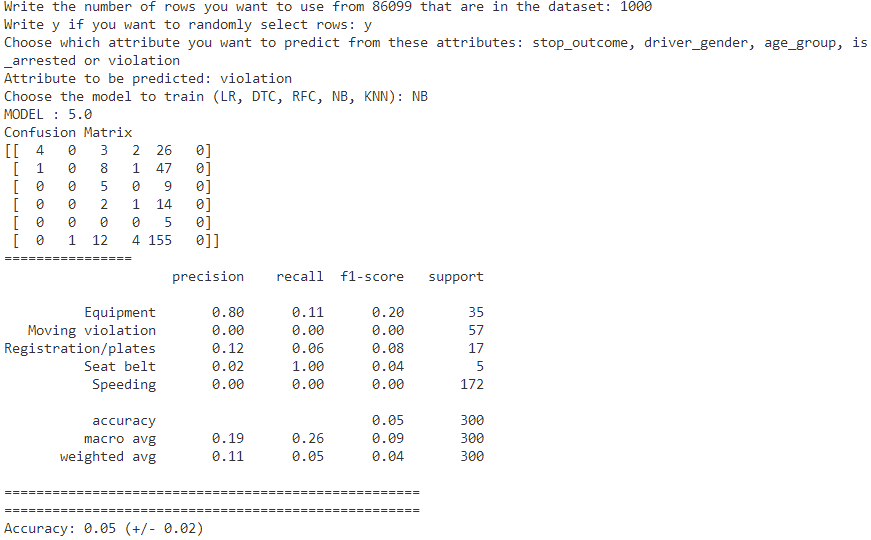 Write the number of rows you want to use from 86099 that are in the dataset: 1000
Write y if you want to randomly select rows: y
Choose which attribute you want to predict from these attributes: stop_outcome, driver_gender, age_group, is
_arrested or violation
Attribute to be predicted: violation
Choose the model to train (LR, DTC, RFC, NB, KNN): NB
MODEL : 5.0
Confusion Matrix
[[  4   0   3   2  26   0]
 [  1   0   8   1  47   0]
 [  0   0   5   0   9   0]
 [  0   0   2   1  14   0]
 [  0   0   0   0   5   0]
 [  0   1  12   4 155   0]]
================
precision    recall  f1-score   support
Equipment       0.80      0.11      0.20        35
Moving violation       0.00      0.00      0.00        57
Registration/plates       0.12      0.06      0.08        17
Seat belt       0.02      1.00      0.04         5
Speeding       0.00      0.00      0.00       172
accuracy                           0.05       300
macro avg       0.19      0.26      0.09       300
weighted avg       0.11      0.05      0.04       300
====================================================
====================================================
Accuracy: 0.05 (+/- 0.02)